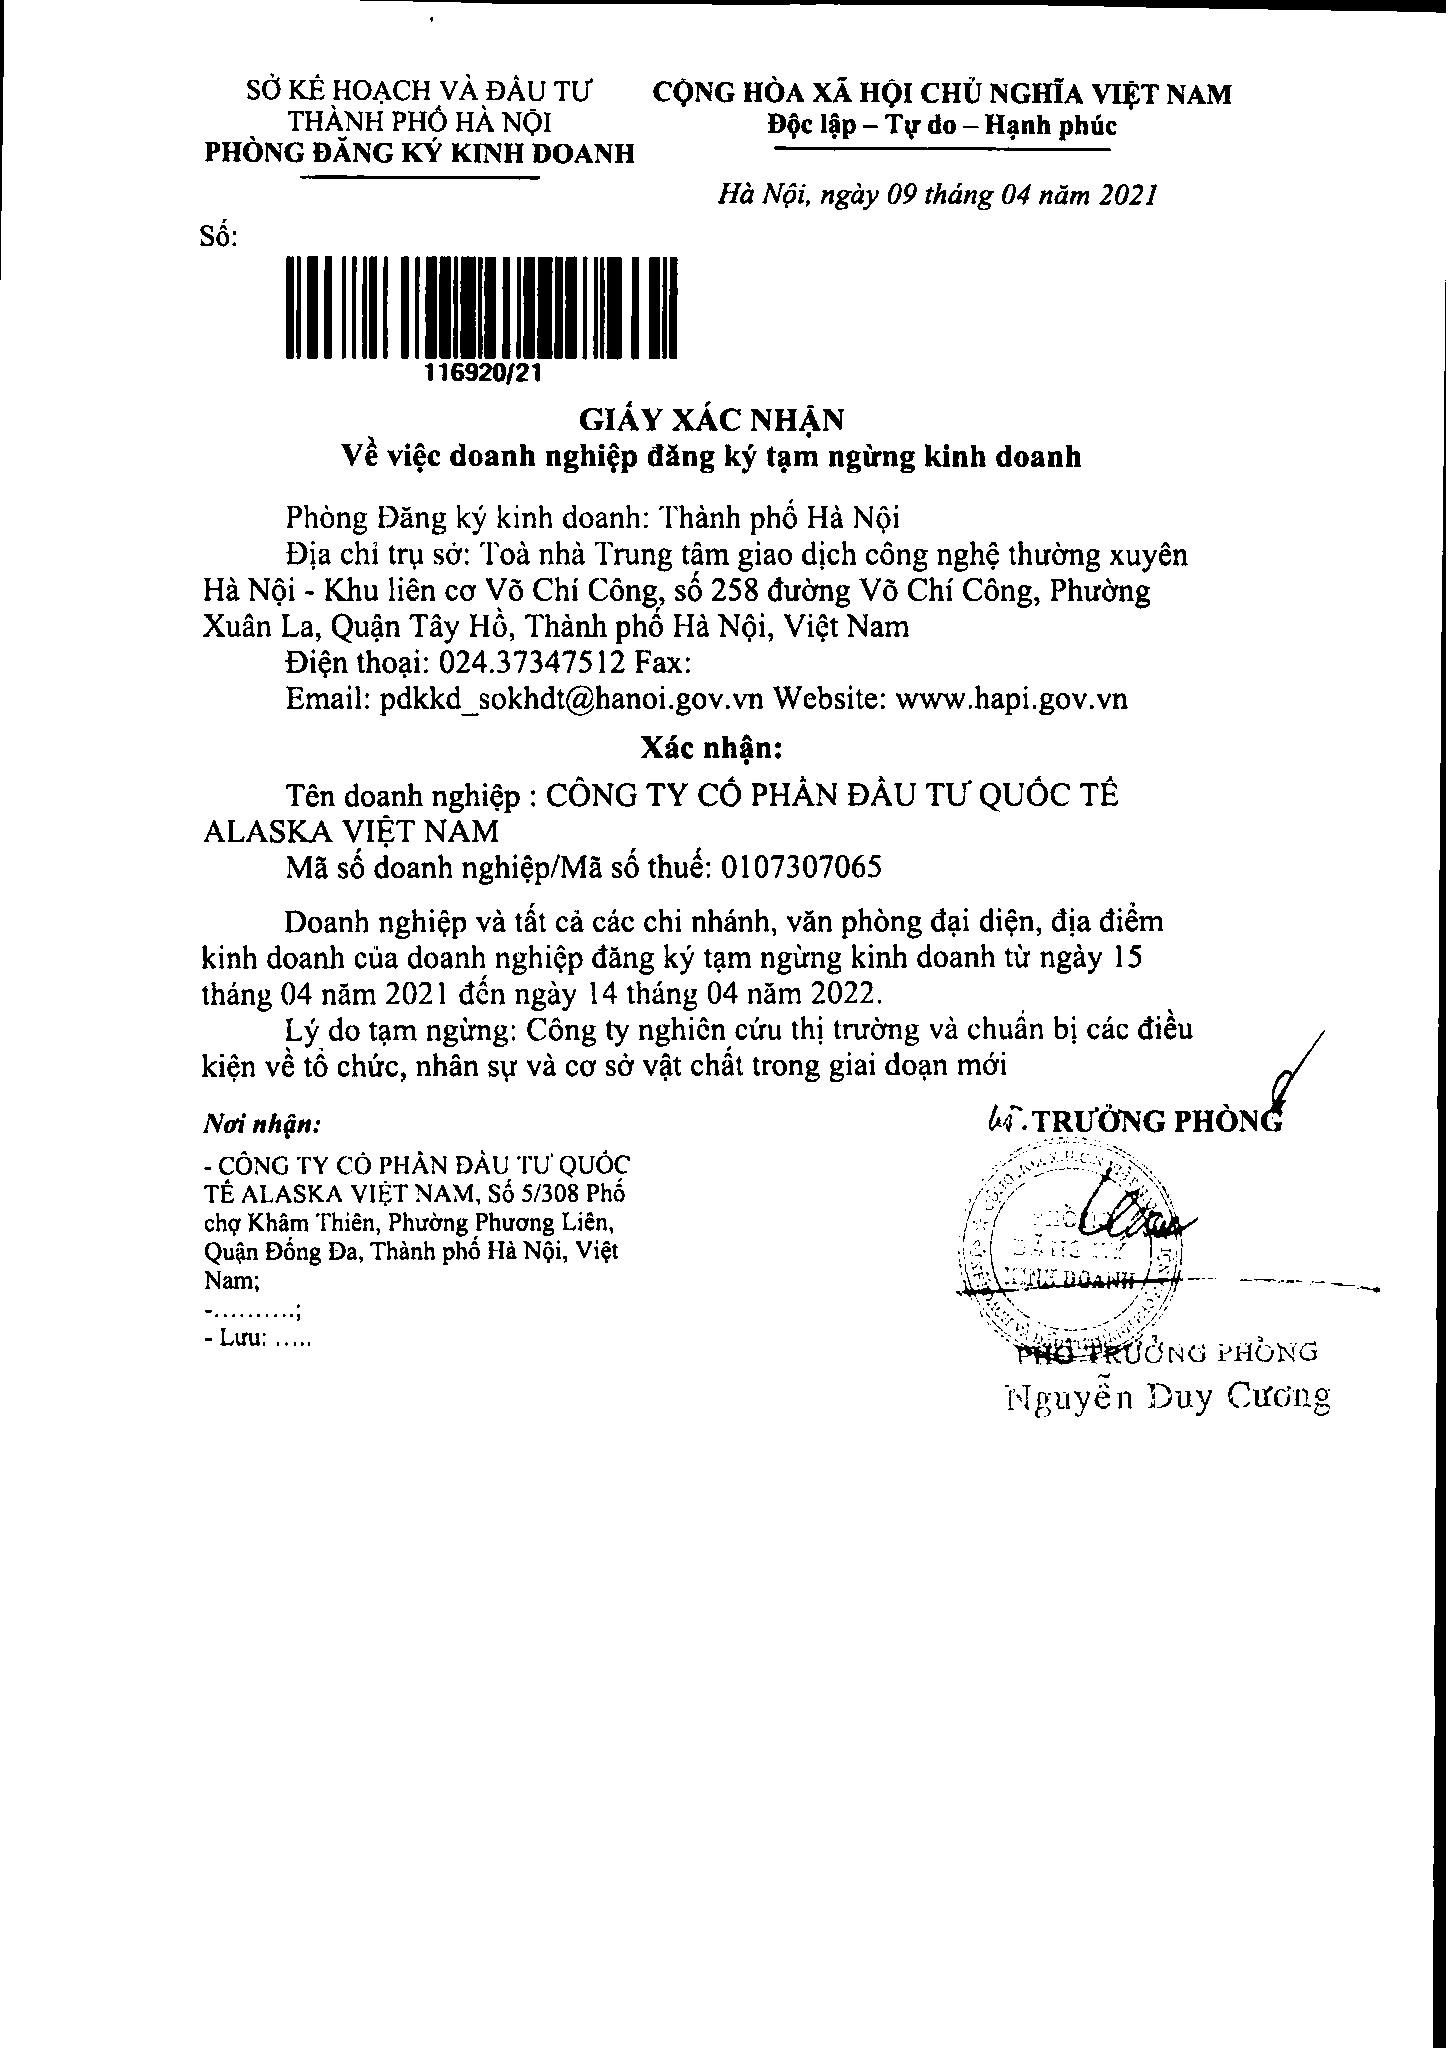 SỞ KẾ HOẠCH VÀ ĐẦU TƯ
THÀNH PHỐ HÀ NỘI
PHÒNG ĐĂNG KÝ KINH DOANH
CỘNG HÒA XÃ HỘI CHỦ NGHĨA VIỆT NAM
Độc lập – Tự do – Hạnh phúc
Hà Nội, ngày 09 tháng 04 năm 2021
Số:
116920/21
GIẤY XÁC NHẬN
Về việc doanh nghiệp đăng ký tạm ngừng kinh doanh
Phòng Đăng ký kinh doanh: Thành phố Hà Nội
Địa chỉ trụ sở: Toà nhà Trung tâm giao dịch công nghệ thường xuyên
Hà Nội - Khu liên cơ Võ Chí Công, số 258 đường Võ Chí Công, Phường
Xuân La, Quận Tây Hồ, Thành phố Hà Nội, Việt Nam
Điện thoại: 024.37347512 Fax:
Email: pdkkd_sokhdt@hanoi.gov.vn Website: www.hapi.gov.vn
Xác nhận:
Tên doanh nghiệp : CÔNG TY CỔ PHẦN ĐẦU TƯ QUỐC TẾ
ALASKA VIỆT NAM
Mã số doanh nghiệp/Mã số thuế: 0107307065
Doanh nghiệp và tất cả các chi nhánh, văn phòng đại diện, địa điểm
kinh doanh của doanh nghiệp đăng ký tạm ngừng kinh doanh từ ngày 15
tháng 04 năm 2021 đến ngày 14 tháng 04 năm 2022.
Lý do tạm ngừng: Công ty nghiên cứu thị trường và chuẩn bị các điều
kiện về tổ chức, nhân sự và cơ sở vật chất trong giai đoạn mới
Nơi nhận:
- CÔNG TY CỔ PHẦN ĐẦU TƯ QUỐC
TẾ ALASKA VIỆT NAM, Số 5/308 Phố
chợ Khâm Thiên, Phường Phương Liên,
Quận Đống Đa, Thành phố Hà Nội, Việt
Nam;
-..........;
- Lưu: .....
TRƯỞNG PHÒNG
PHÒNG
ĐĂNG KÝ
KINH DOANH
PHÓ TRƯỞNG PHÒNG
Nguyễn Duy Cương